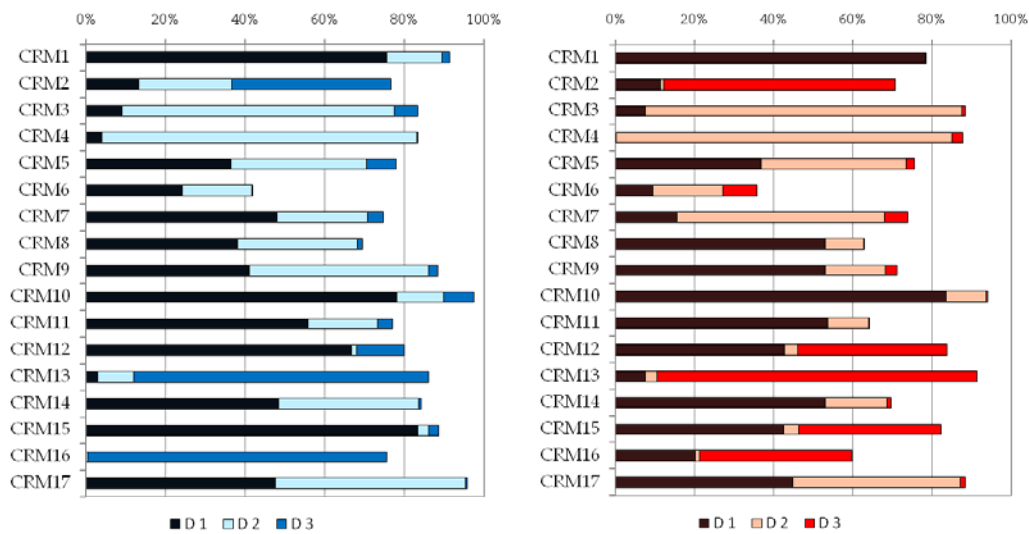 0% 20% 40% 60% 80% 100%
CRM1
CRM2
CRM3
CRM4
CRM5
CRM6
CRM7
CRM8
CRM9
CRM10
CRM11
CRM12
CRM13
CRM14
CRM15
CRM16
CRM17
D 1 D 2 D 3
0% 20% 40% 60% 80% 100%
CRM1
CRM2
CRM3
CRM4
CRM5
CRM6
CRM7
CRM8
CRM9
CRM10
CRM11
CRM12
CRM13
CRM14
CRM15
CRM16
CRM17
D 1 D 2 D 3